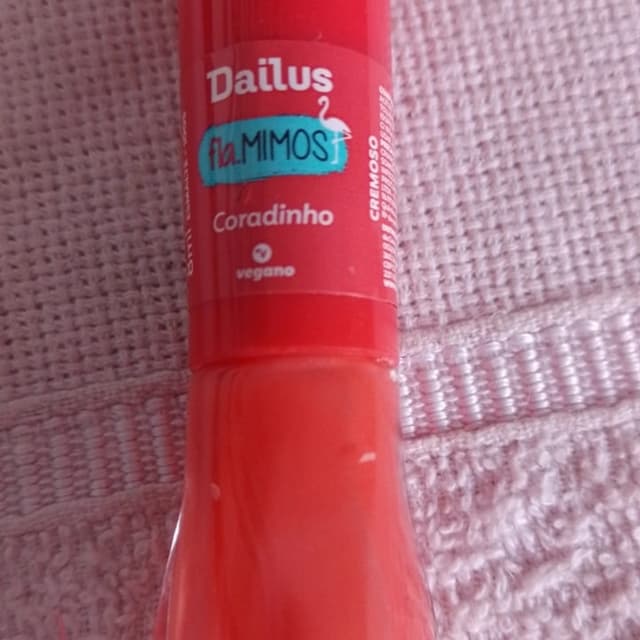 Dailus
fla.MIMOS
Coradinho
vegano
CREMOSO